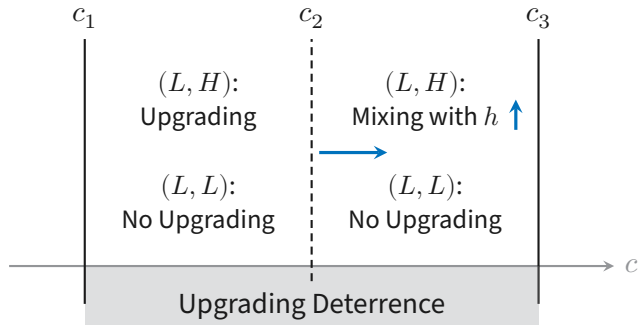 c₁ c₂ c₃
(L, H):
Upgrading
(L, H):
Mixing with h
(L, L):
No Upgrading
(L, L):
No Upgrading
c
Upgrading Deterrence